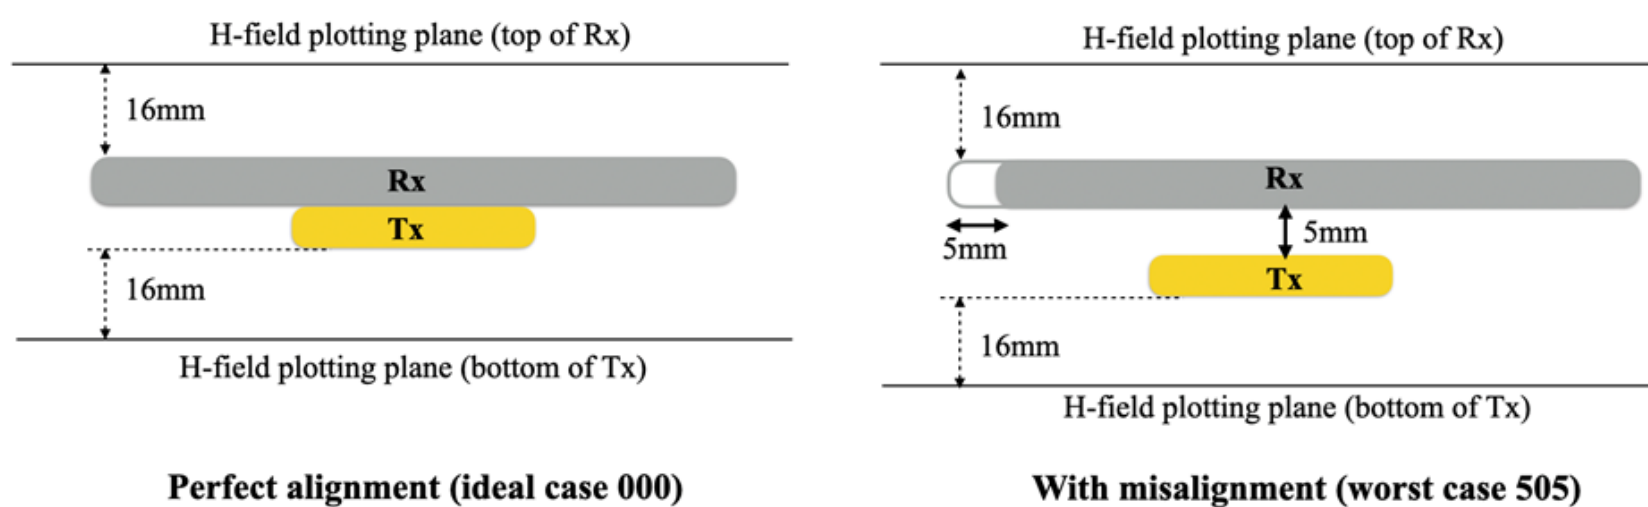 H-field plotting plane (top of Rx)
16mm
Rx
Tx
16mm
H-field plotting plane (bottom of Tx)
Perfect alignment (ideal case 000)
H-field plotting plane (top of Rx)
16mm
Rx
5mm
5mm
Tx
16mm
H-field plotting plane (bottom of Tx)
With misalignment (worst case 505)